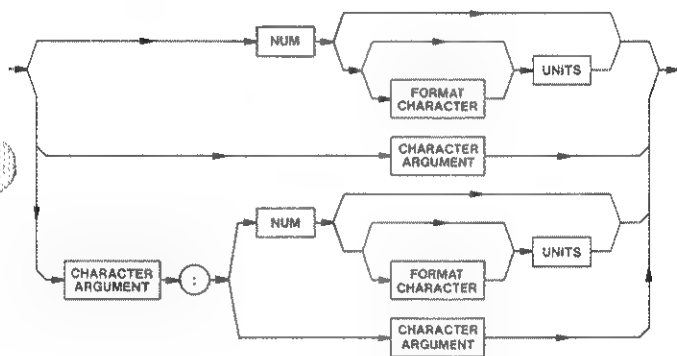 NUM
UNITS
FORMAT
CHARACTER
CHARACTER
ARGUMENT
NUM
UNITS
CHARACTER
ARGUMENT
:
FORMAT
CHARACTER
CHARACTER
ARGUMENT